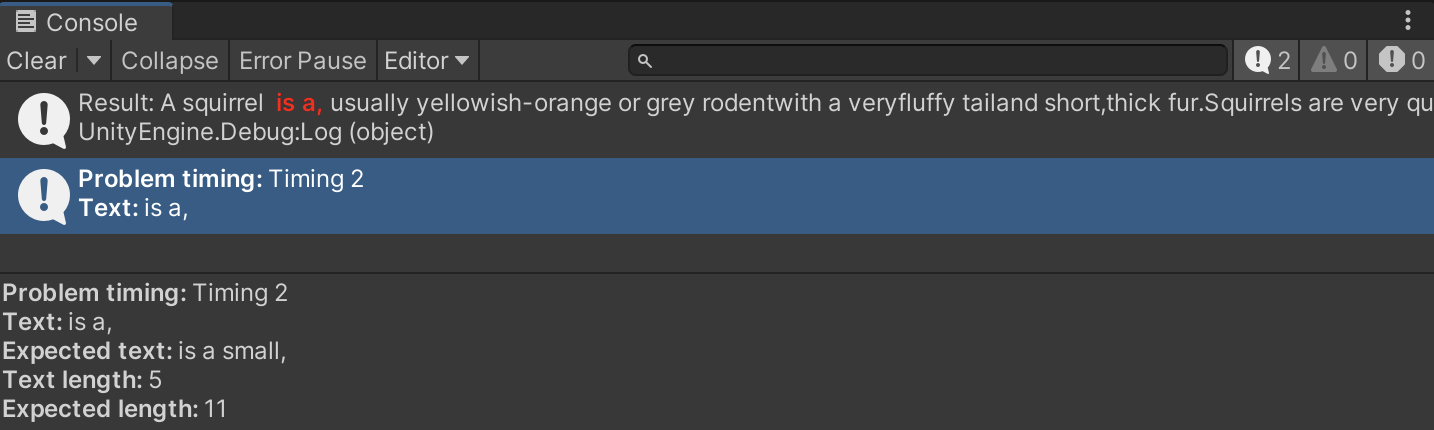 Console
Clear Collapse Error Pause Editor 2 0 0
Result: A squirrel is a, usually yellowish-orange or grey rodentwith a veryfluffy tailand short,thick fur.Squirrels are very qu
UnityEngine.Debug:Log (object)
Problem timing: Timing 2
Text: is a,
Problem timing: Timing 2
Text: is a,
Expected text: is a small,
Text length: 5
Expected length: 11